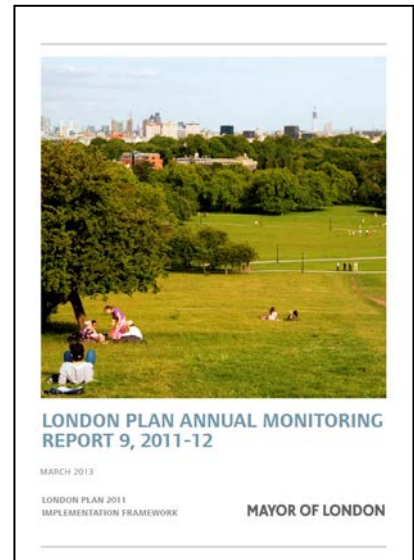 LONDON PLAN ANNUAL MONITORING
REPORT 9, 2011-12
MARCH 2013
LONDON PLAN 2011
IMPLEMENTATION FRAMEWORK
MAYOR OF LONDON